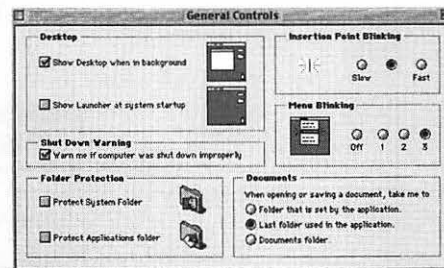 General Controls
Desktop
Show Desktop when in background
Show Launcher at system startup
Shut Down Warning
Warn me if computer was shut down improperly
Folder Protection
Protect System Folder
Protect Applications folder
Insertion Point Blinking
Slow Fast
Menu Blinking
Off 1 2 3
Documents
When opening or saving a document, take me to
Folder that is set by the application.
Last folder used in the application.
Documents folder.